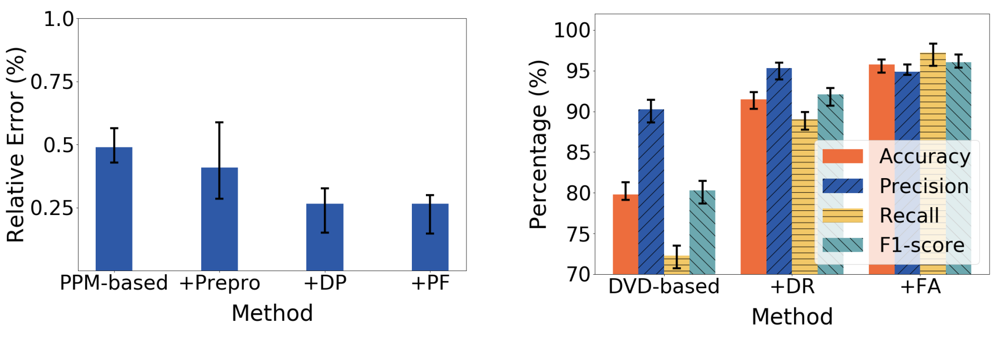 Relative Error (%)
1.0
0.75
0.5
0.25
PPM-based +Prepro +DP +PF
Method
Percentage (%)
100
95
90
85
80
75
70
Accuracy
Precision
Recall
F1-score
DVD-based +DR +FA
Method